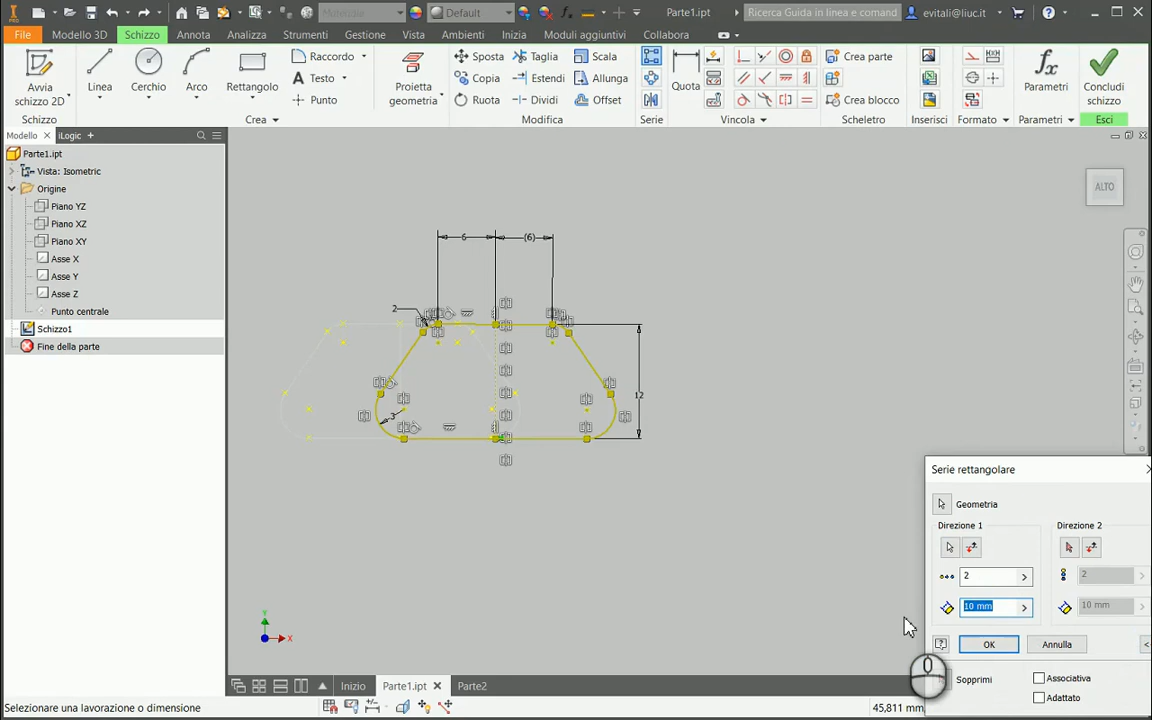 Materiale
Default
Parte1.ipt
Ricerca Guida in linea e comand
evitali@liuc.it
PRO
File
Modello 3D
Schizzo
Annota
Analizza
Strumenti
Gestione
Vista
Ambienti
Inizia
Moduli aggiuntivi
Collabora
Avvia
schizzo 2D
Linea
Cerchio
Arco
Rettangolo
Raccordo
Testo
Punto
Proietta
geometria
Sposta
Copia
Ruota
Taglia
Estendi
Dividi
Scala
Allunga
Offset
Quota
Crea parte
Crea blocco
Parametri
Concludi
schizzo
Schizzo
Crea
Modifica
Serie
Vincola
Scheletro
Inserisci
Formato
Parametri
Esci
Modello
iLogic
Parte1.ipt
Vista: Isometric
Origine
Piano YZ
Piano XZ
Piano XY
Asse X
Asse Y
Asse Z
Punto centrale
Schizzo1
Fine della parte
ALTO
6
(6)
2
12
3
Y
X
Serie rettangolare
Geometria
Direzione 1
Direzione 2
2
2
10 mm
10 mm
OK
Annulla
<
Sopprimi
Associativa
Adattato
Inizio
Parte1.ipt
Parte2
Selezionare una lavorazione o dimensione
45,811 mm